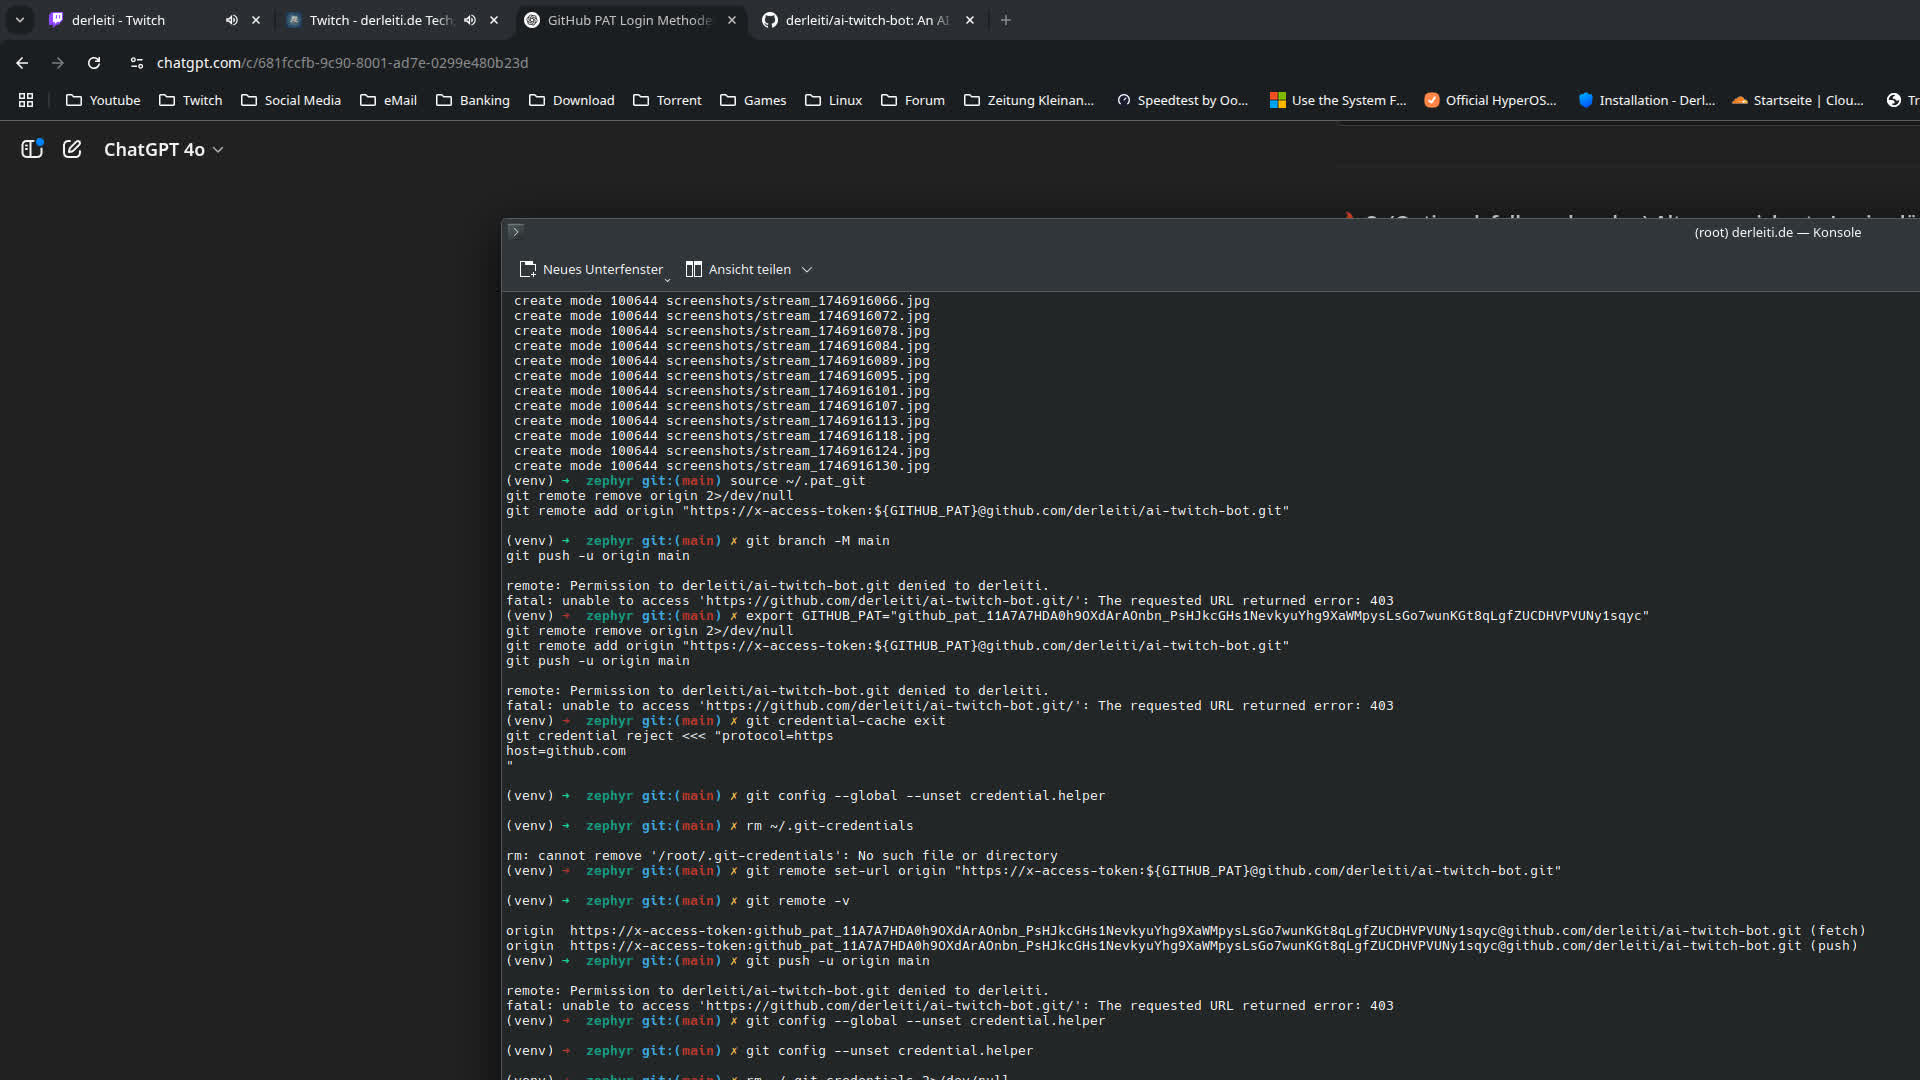 derleiti - Twitch
Twitch - derleiti.de Tech
GitHub PAT Login Methode
derleiti/ai-twitch-bot: An AI
chatgpt.com/c/681fccfb-9c90-8001-ad7e-0299e480b23d
Youtube Twitch Social Media eMail Banking Download Torrent Games Linux Forum Zeitung Kleinan... Speedtest by Oo... Use the System F... Official HyperOS... Installation - Derl... Startseite | Clou... Tr
ChatGPT 4o
(root) derleiti.de — Konsole
Neues Unterfenster Ansicht teilen
create mode 100644 screenshots/stream_1746916066.jpg
create mode 100644 screenshots/stream_1746916072.jpg
create mode 100644 screenshots/stream_1746916078.jpg
create mode 100644 screenshots/stream_1746916084.jpg
create mode 100644 screenshots/stream_1746916089.jpg
create mode 100644 screenshots/stream_1746916095.jpg
create mode 100644 screenshots/stream_1746916101.jpg
create mode 100644 screenshots/stream_1746916107.jpg
create mode 100644 screenshots/stream_1746916113.jpg
create mode 100644 screenshots/stream_1746916118.jpg
create mode 100644 screenshots/stream_1746916124.jpg
create mode 100644 screenshots/stream_1746916130.jpg
(venv) ➜ zephyr git:(main) source ~/.pat_git
git remote remove origin 2>/dev/null
git remote add origin "https://x-access-token:${GITHUB_PAT}@github.com/derleiti/ai-twitch-bot.git"
(venv) ➜ zephyr git:(main) ✗ git branch -M main
git push -u origin main
remote: Permission to derleiti/ai-twitch-bot.git denied to derleiti.
fatal: unable to access 'https://github.com/derleiti/ai-twitch-bot.git/': The requested URL returned error: 403
(venv) ➜ zephyr git:(main) ✗ export GITHUB_PAT="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"
git remote remove origin 2>/dev/null
git remote add origin "https://x-access-token:${GITHUB_PAT}@github.com/derleiti/ai-twitch-bot.git"
git push -u origin main
remote: Permission to derleiti/ai-twitch-bot.git denied to derleiti.
fatal: unable to access 'https://github.com/derleiti/ai-twitch-bot.git/': The requested URL returned error: 403
(venv) ➜ zephyr git:(main) ✗ git credential-cache exit
git credential reject <<< "protocol=https
host=github.com
"
(venv) ➜ zephyr git:(main) ✗ git config --global --unset credential.helper
(venv) ➜ zephyr git:(main) ✗ rm ~/.git-credentials
rm: cannot remove '/root/.git-credentials': No such file or directory
(venv) ➜ zephyr git:(main) ✗ git remote set-url origin "https://x-access-token:${GITHUB_PAT}@github.com/derleiti/ai-twitch-bot.git"
(venv) ➜ zephyr git:(main) ✗ git remote -v
origin https://x-access-token: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@github.com/derleiti/ai-twitch-bot.git (fetch)
origin https://x-access-token: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@github.com/derleiti/ai-twitch-bot.git (push)
(venv) ➜ zephyr git:(main) ✗ git push -u origin main
remote: Permission to derleiti/ai-twitch-bot.git denied to derleiti.
fatal: unable to access 'https://github.com/derleiti/ai-twitch-bot.git/': The requested URL returned error: 403
(venv) ➜ zephyr git:(main) ✗ git config --global --unset credential.helper
(venv) ➜ zephyr git:(main) ✗ git config --unset credential.helper